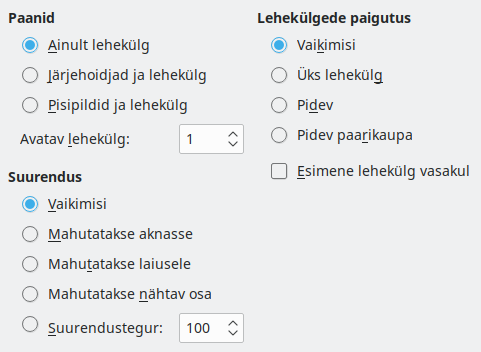 Paanid
Ainult lehekülg
Järjehoidjad ja lehekülg
Pisipildid ja lehekülg
Avatav lehekülg: 1
Suurendus
Vaikimisi
Mahutatakse aknasse
Mahutatakse laiusele
Mahutatakse nähtav osa
Suurendustegur: 100
Lehekülgede paigutus
Vaikimisi
Üks lehekülg
Pidev
Pidev paarikaupa
Esimene lehekülg vasakul